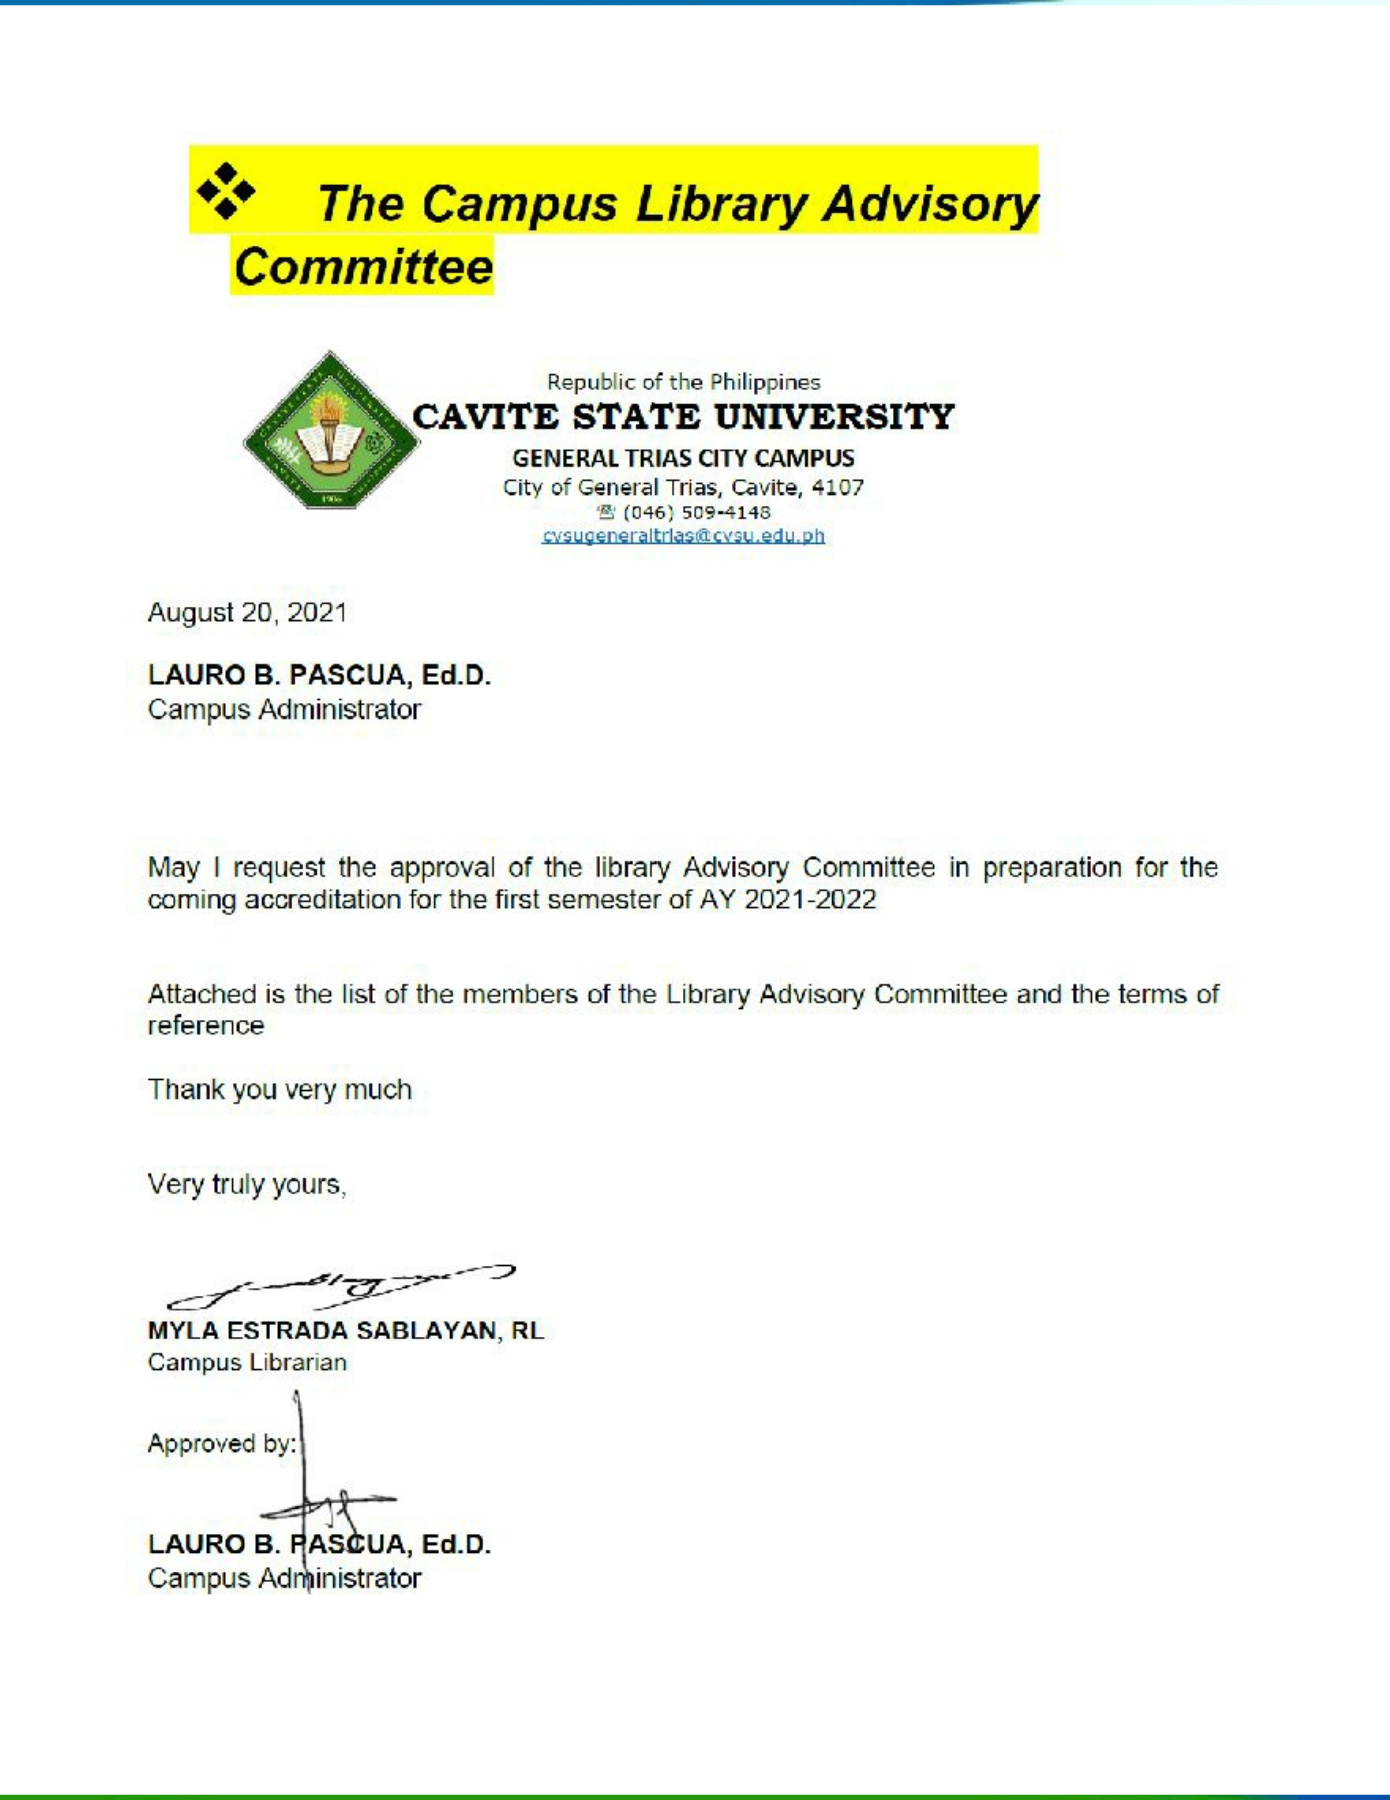 ❖ The Campus Library Advisory
Committee
Republic of the Philippines
CAVITE STATE UNIVERSITY
GENERAL TRIAS CITY CAMPUS
City of General Trias, Cavite, 4107
☏ (046) 509-4148
cvsugeneraltrias@cvsu.edu.ph
1906
August 20, 2021
LAURO B. PASCUA, Ed.D.
Campus Administrator
May I request the approval of the library Advisory Committee in preparation for the
coming accreditation for the first semester of AY 2021-2022
Attached is the list of the members of the Library Advisory Committee and the terms of
reference
Thank you very much
Very truly yours,
MYLA ESTRADA SABLAYAN, RL
Campus Librarian
Approved by:
LAURO B. PASCUA, Ed.D.
Campus Administrator